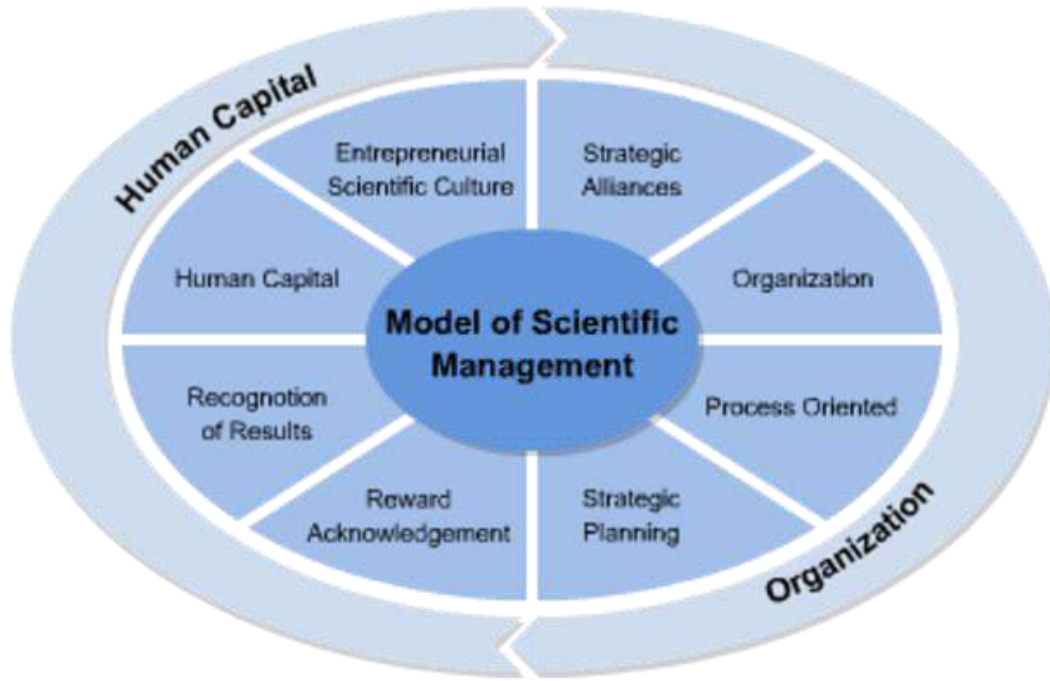 Human Capital
Entrepreneurial
Scientific Culture
Strategic
Alliances
Human Capital
Organization
Model of Scientific
Management
Recognotion
of Results
Process Oriented
Reward
Acknowledgement
Strategic
Planning
Organization